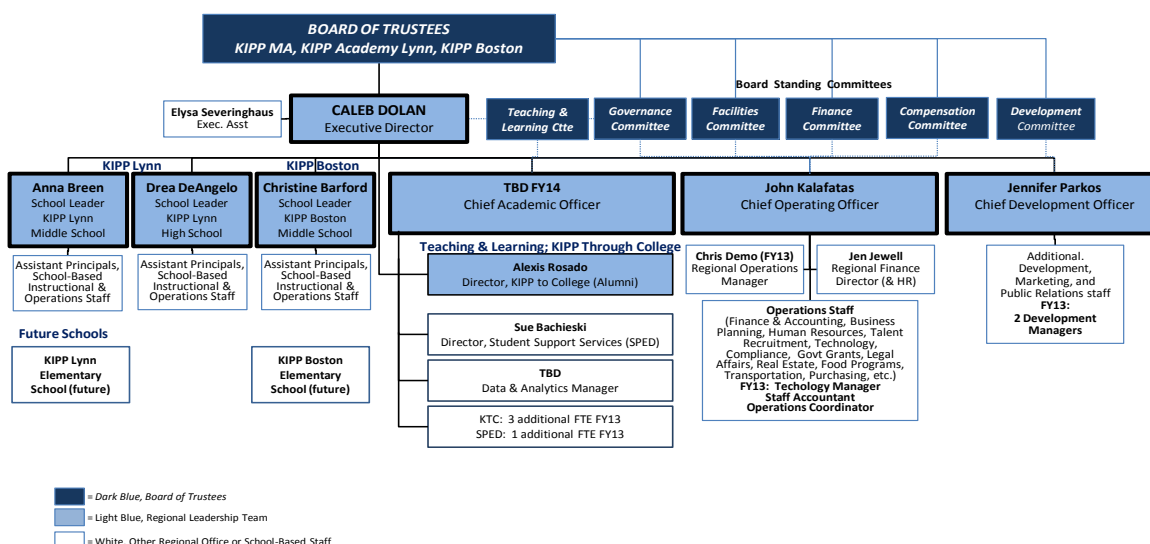 BOARD OF TRUSTEES
KIPP MA, KIPP Academy Lynn, KIPP Boston
Board Standing Committees
Elysa Severinghaus
Exec. Asst
CALEB DOLAN
Executive Director
Teaching &
Learning Ctte
Governance
Committee
Facilities
Committee
Finance
Committee
Compensation
Committee
Development
Committee
KIPP Lynn
KIPP Boston
Anna Breen
School Leader
KIPP Lynn
Middle School
Drea DeAngelo
School Leader
KIPP Lynn
High School
Christine Barford
School Leader
KIPP Boston
Middle School
TBD FY14
Chief Academic Officer
John Kalafatas
Chief Operating Officer
Jennifer Parkos
Chief Development Officer
Assistant Principals,
School-Based
Instructional &
Operations Staff
Assistant Principals,
School-Based
Instructional &
Operations Staff
Assistant Principals,
School-Based
Instructional &
Operations Staff
Teaching & Learning; KIPP Through College
Alexis Rosado
Director, KIPP to College (Alumni)
Sue Bachieski
Director, Student Support Services (SPED)
TBD
Data & Analytics Manager
KTC: 3 additional FTE FY13
SPED: 1 additional FTE FY13
Chris Demo (FY13)
Regional Operations
Manager
Jen Jewell
Regional Finance
Director (& HR)
Operations Staff
(Finance & Accounting, Business
Planning, Human Resources, Talent
Recruitment, Technology,
Compliance, Govt Grants, Legal
Affairs, Real Estate, Food Programs,
Transportation, Purchasing, etc.)
FY13: Techology Manager
Staff Accountant
Operations Coordinator
Additional.
Development,
Marketing, and
Public Relations staff
FY13:
2 Development
Managers
Future Schools
KIPP Lynn
Elementary
School (future)
KIPP Boston
Elementary
School (future)
= Dark Blue, Board of Trustees
= Light Blue, Regional Leadership Team
= White, Other Regional Office or School-Based Staff